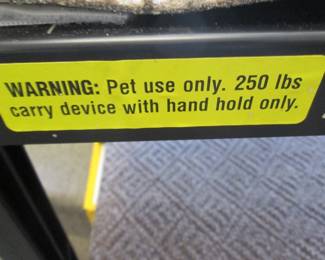 WARNING: Pet use only. 250 lbs
carry device with hand hold only.